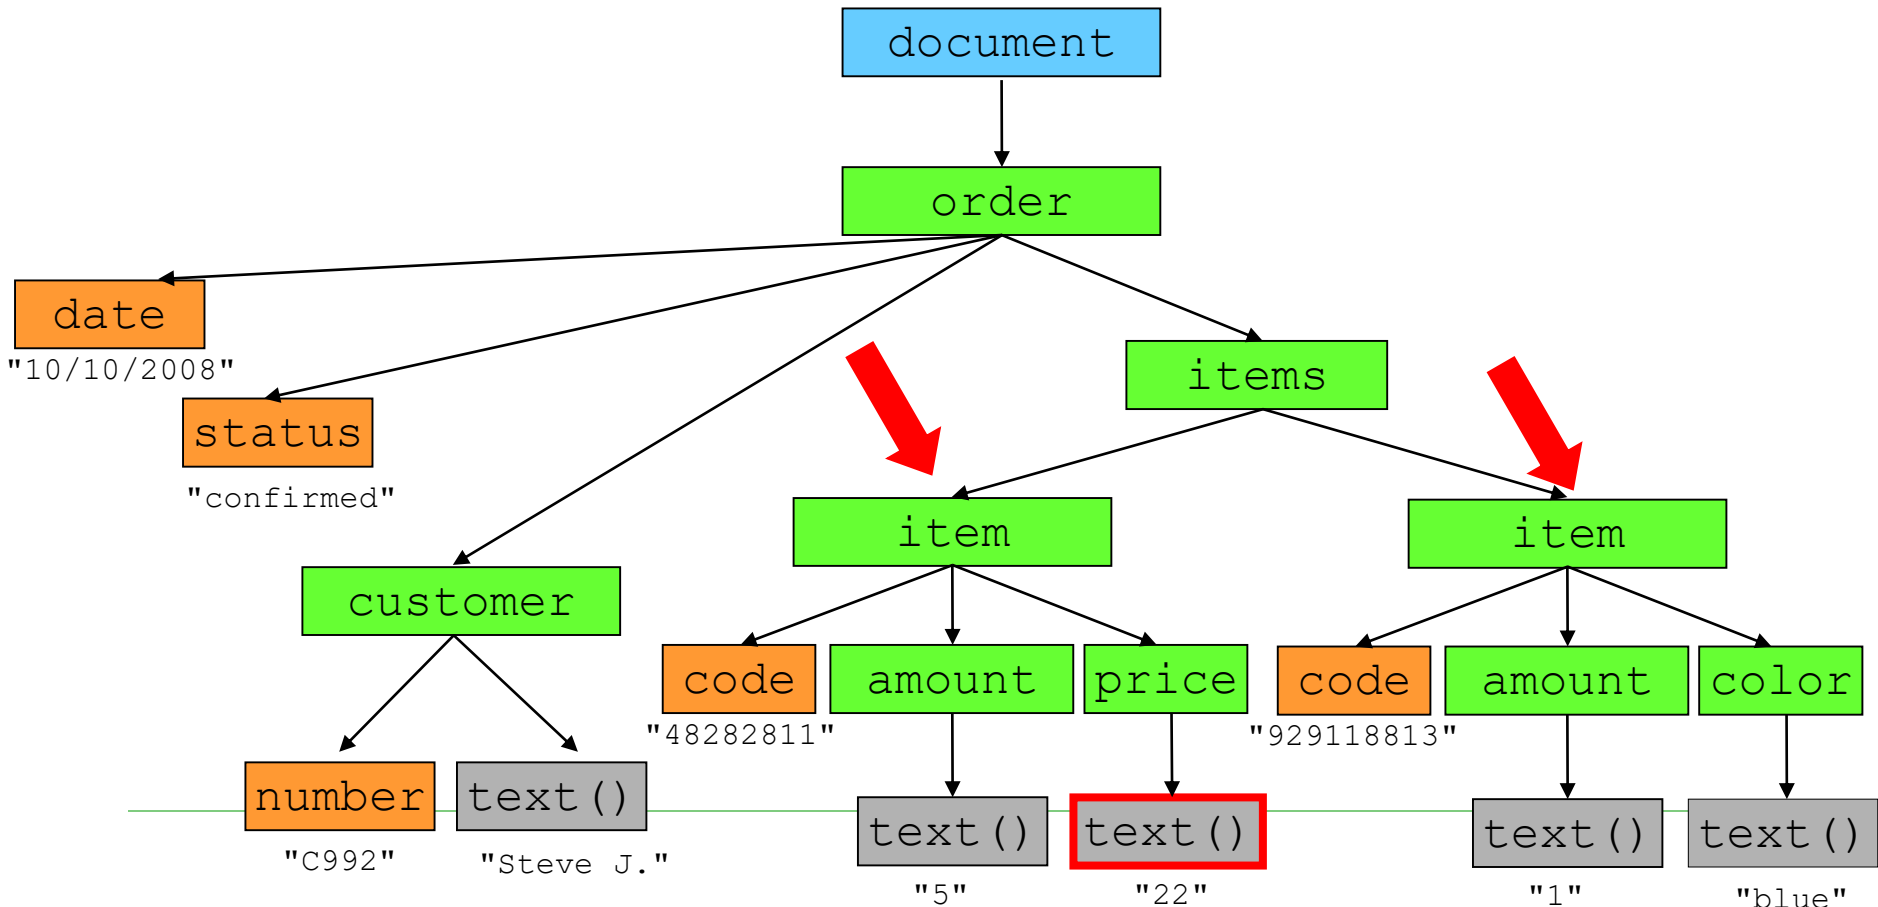 document
order
date
"10/10/2008"
items
status
"confirmed"
item
item
customer
code
amount
price
code
amount
color
"48282811"
"929118813"
number
text()
text()
text()
text()
text()
"C992"
"Steve J."
"5"
"22"
"1"
"blue"